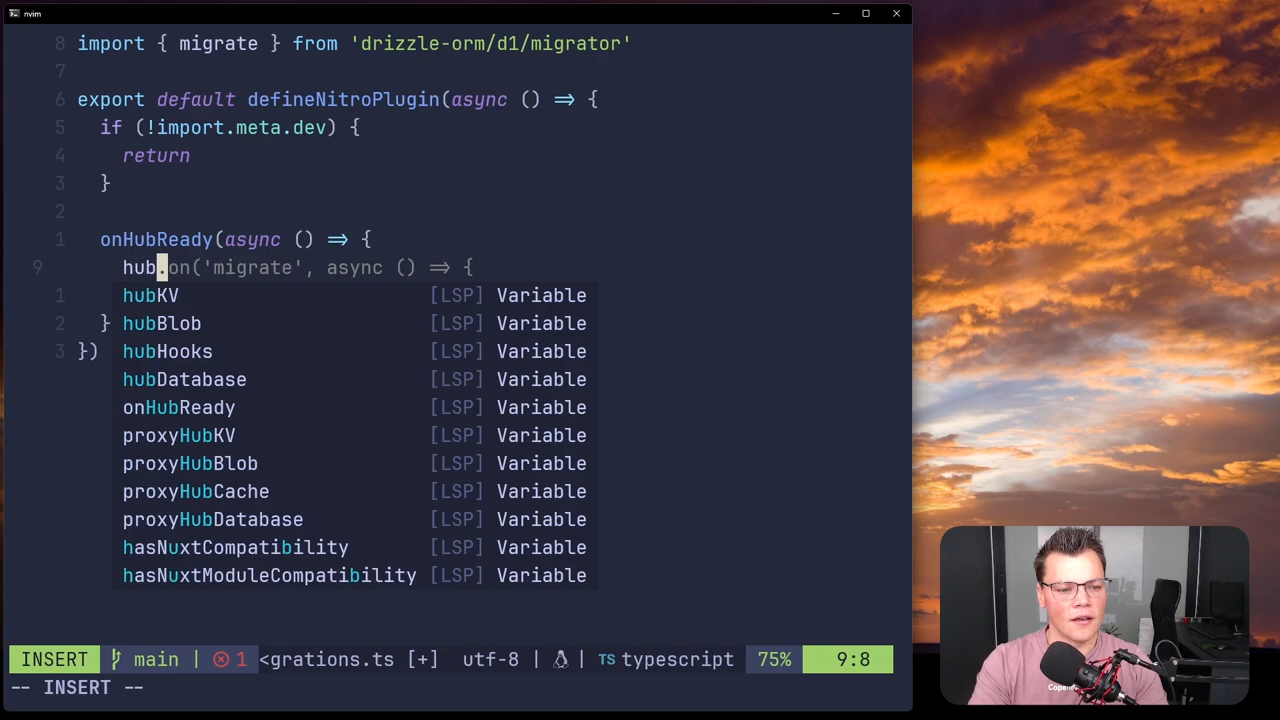 nvim
8 import { migrate } from 'drizzle-orm/d1/migrator'
7
6 export default defineNitroPlugin(async () => {
5 if (!import.meta.dev) {
4 return
3 }
2
1 onHubReady(async () => {
9 hub.on('migrate', async () => {
1 hubKV [LSP] Variable
2 } hubBlob [LSP] Variable
3 }) hubHooks [LSP] Variable
hubDatabase [LSP] Variable
onHubReady [LSP] Variable
proxyHubKV [LSP] Variable
proxyHubBlob [LSP] Variable
proxyHubCache [LSP] Variable
proxyHubDatabase [LSP] Variable
hasNuxtCompatibility [LSP] Variable
hasNuxtModuleCompatibility [LSP] Variable
INSERT main | 1 <grations.ts [+] utf-8 | | TS typescript 75% 9:8
-- INSERT --